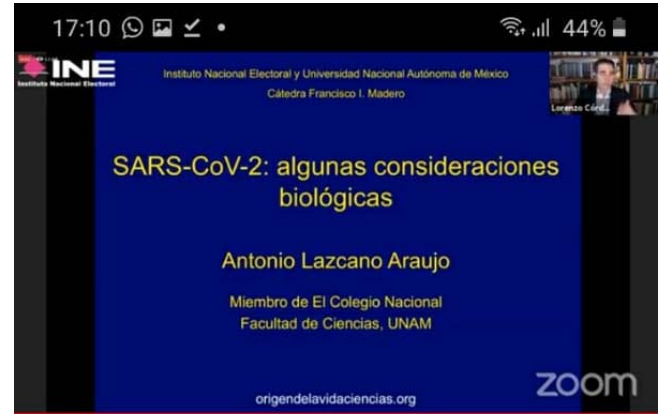 17:10
44%
INE
Instituto Nacional Electoral
Instituto Nacional Electoral y Universidad Nacional Autónoma de México
Cátedra Francisco I. Madero
Lorenzo Córd...
SARS-CoV-2: algunas consideraciones
biológicas
Antonio Lazcano Araujo
Miembro de El Colegio Nacional
Facultad de Ciencias, UNAM
zoom
origendelavidaciencias.org